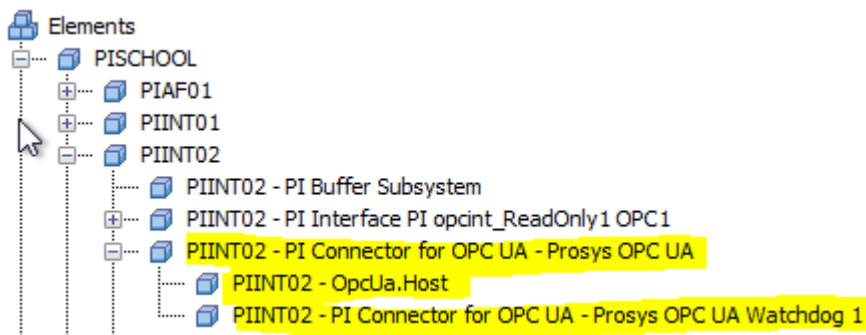 Elements
PISCHOOL
PIAF01
PIINT01
PIINT02
PIINT02 - PI Buffer Subsystem
PIINT02 - PI Interface PI opcint_ReadOnly1 OPC1
PIINT02 - PI Connector for OPC UA - Prosys OPC UA
PIINT02 - OpcUa.Host
PIINT02 - PI Connector for OPC UA - Prosys OPC UA Watchdog 1